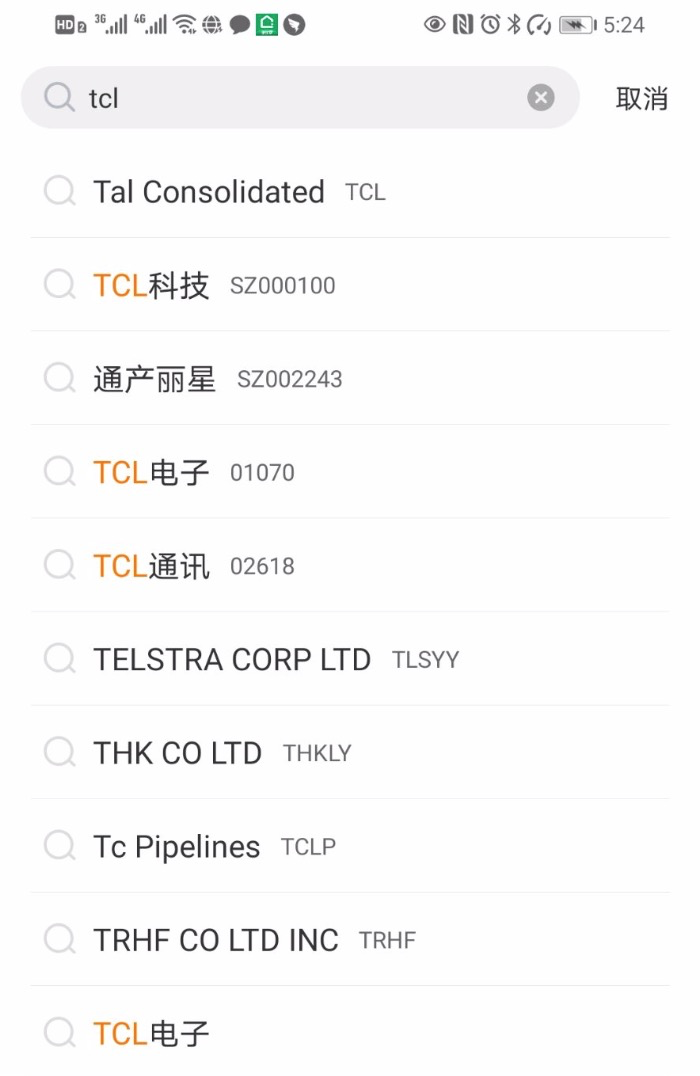 HD 2 3G 4G 5:24
tcl 取消
Tal Consolidated TCL
TCL科技 SZ000100
通产丽星 SZ002243
TCL电子 01070
TCL通讯 02618
TELSTRA CORP LTD TLSYY
THK CO LTD THKLY
Tc Pipelines TCLP
TRHF CO LTD INC TRHF
TCL电子